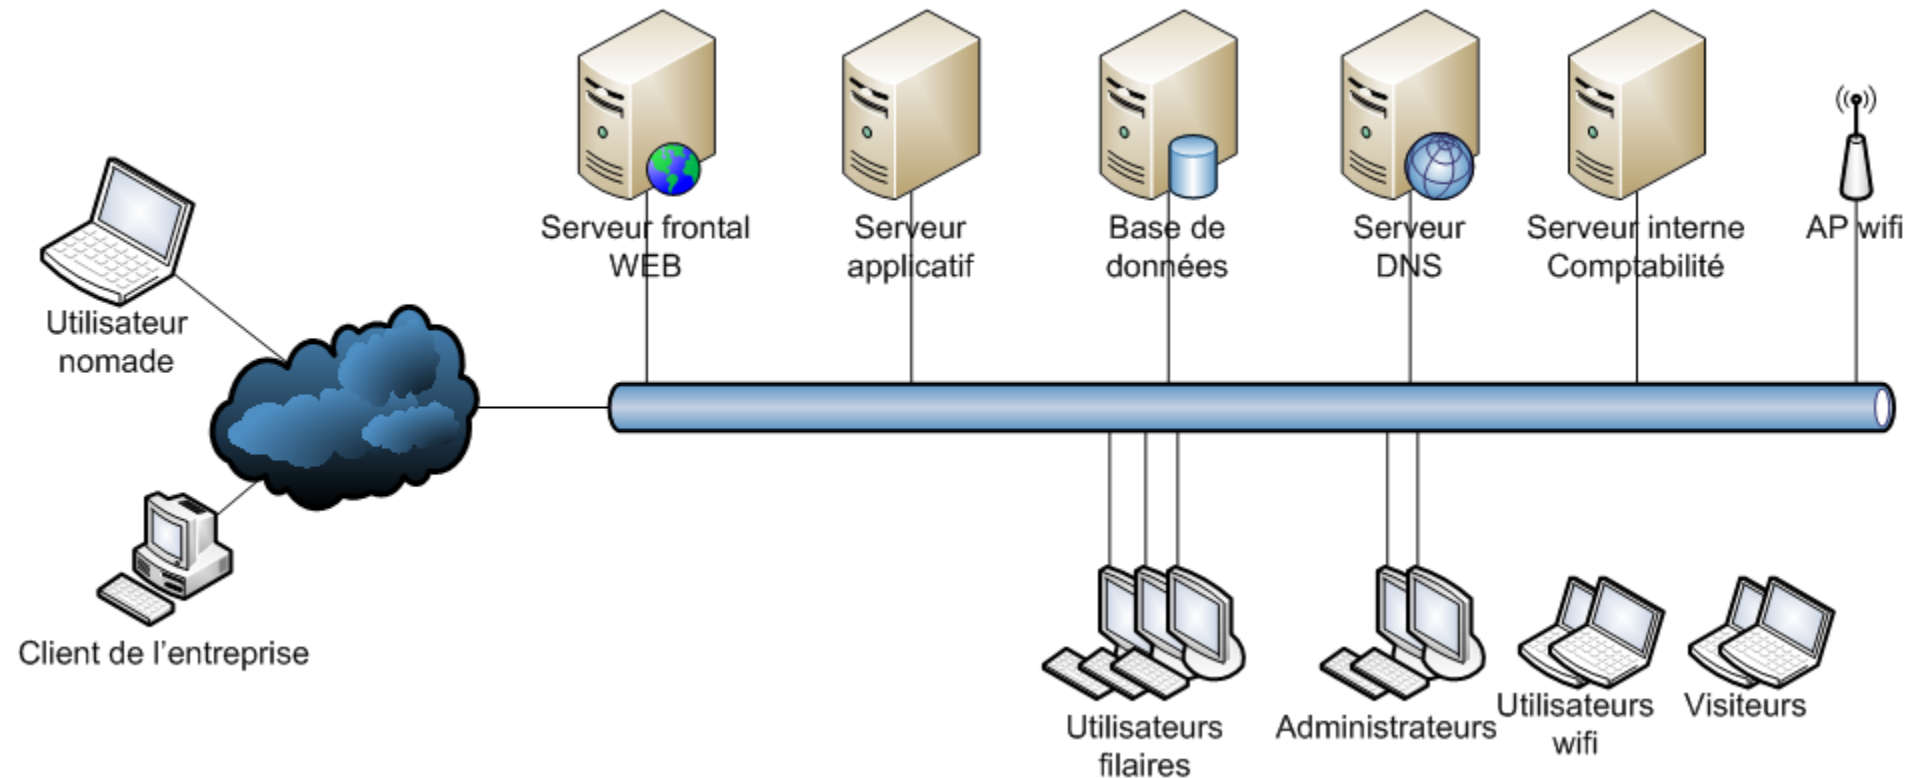 Serveur frontal
WEB
Serveur
applicatif
Base de
données
Serveur
DNS
Serveur interne
Comptabilité
AP wifi
Utilisateur
nomade
Client de l'entreprise
Utilisateurs
filaires
Administrateurs
Utilisateurs
wifi
Visiteurs